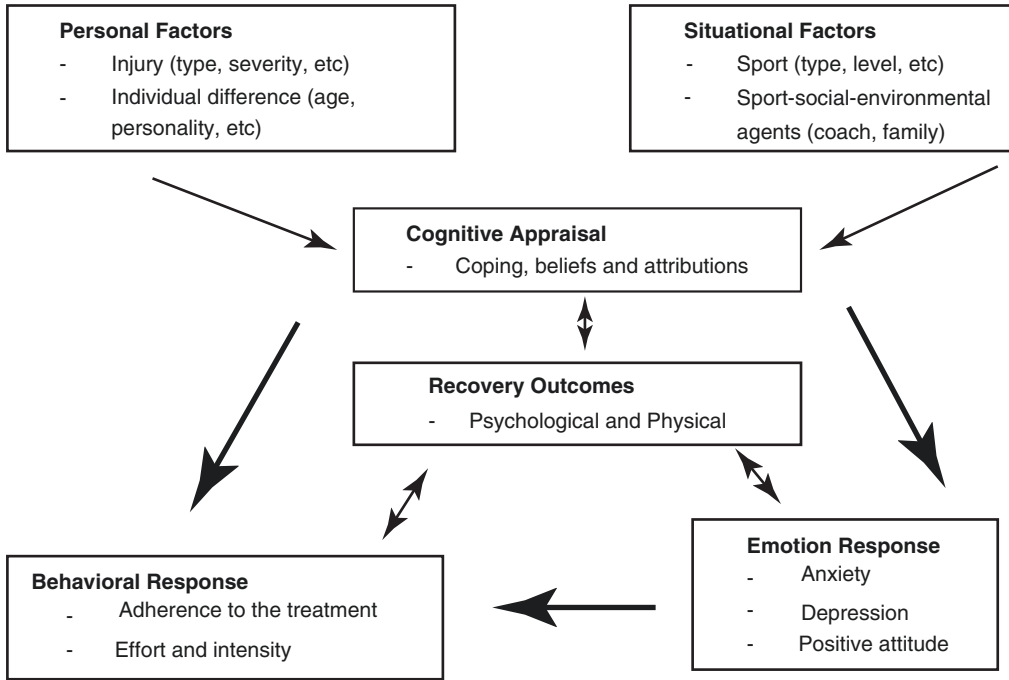 Personal Factors
- Injury (type, severity, etc)
- Individual difference (age,
personality, etc)
Situational Factors
- Sport (type, level, etc)
- Sport-social-environmental
agents (coach, family)
Cognitive Appraisal
- Coping, beliefs and attributions
Recovery Outcomes
- Psychological and Physical
Behavioral Response
- Adherence to the treatment
- Effort and intensity
Emotion Response
- Anxiety
- Depression
- Positive attitude